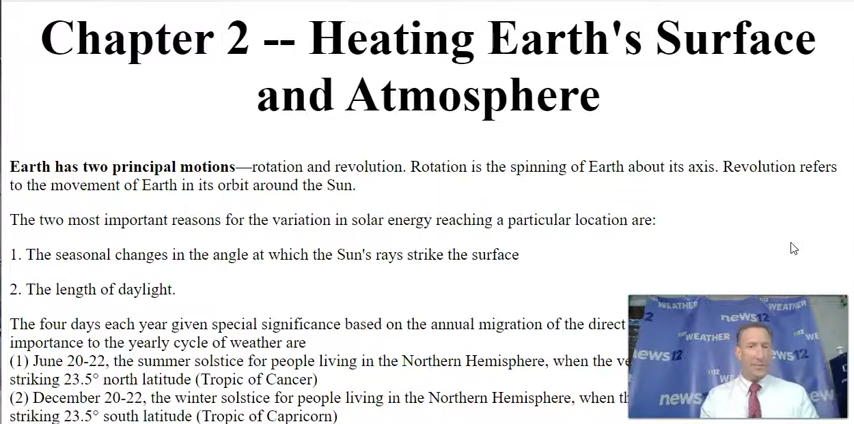 Chapter 2 -- Heating Earth's Surface
and Atmosphere
Earth has two principal motions—rotation and revolution. Rotation is the spinning of Earth about its axis. Revolution refers
to the movement of Earth in its orbit around the Sun.
The two most important reasons for the variation in solar energy reaching a particular location are:
1. The seasonal changes in the angle at which the Sun's rays strike the surface
2. The length of daylight.
The four days each year given special significance based on the annual migration of the direct
importance to the yearly cycle of weather are
(1) June 20-22, the summer solstice for people living in the Northern Hemisphere, when the
striking 23.5° north latitude (Tropic of Cancer)
(2) December 20-22, the winter solstice for people living in the Northern Hemisphere, when
striking 23.5° south latitude (Tropic of Capricorn)
WEATHER WEATHER
news12
WEATHER
news12
news